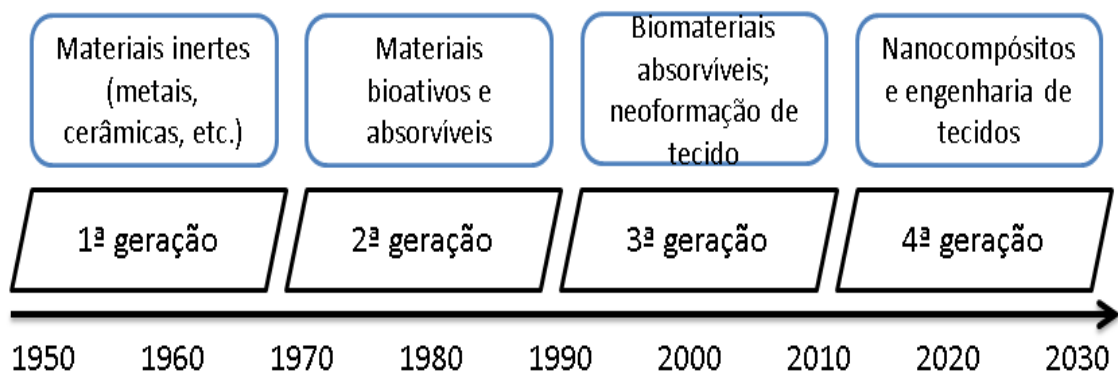 Materiais inertes
(metais,
cerâmicas, etc.)
Materiais
bioativos e
absorvíveis
Biomateriais
absorvíveis;
neoformação de
tecido
Nanocompósitos
e engenharia de
tecidos
1ª geração
2ª geração
3ª geração
4ª geração
1950 1960 1970 1980 1990 2000 2010 2020 2030